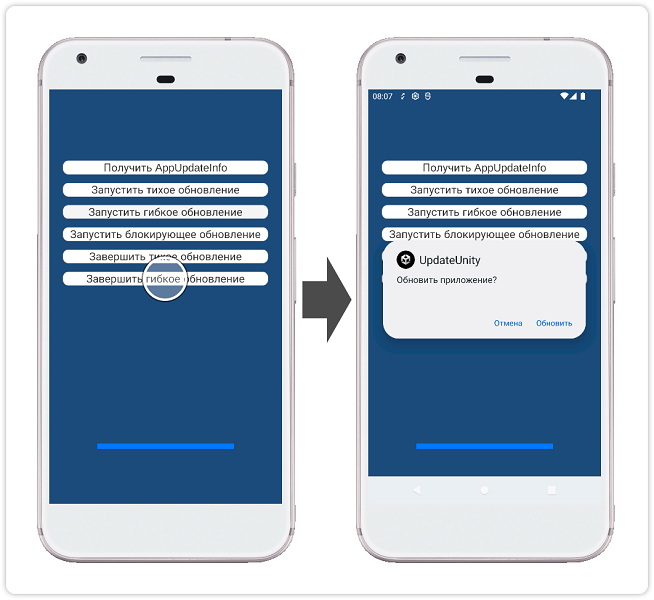 Получить AppUpdateInfo
Запустить тихое обновление
Запустить гибкое обновление
Запустить блокирующее обновление
Завершить тихое обновление
Завершить гибкое обновление
08:07
Получить AppUpdateInfo
Запустить тихое обновление
Запустить гибкое обновление
Запустить блокирующее обновление
UpdateUnity
Обновить приложение?
Отмена Обновить